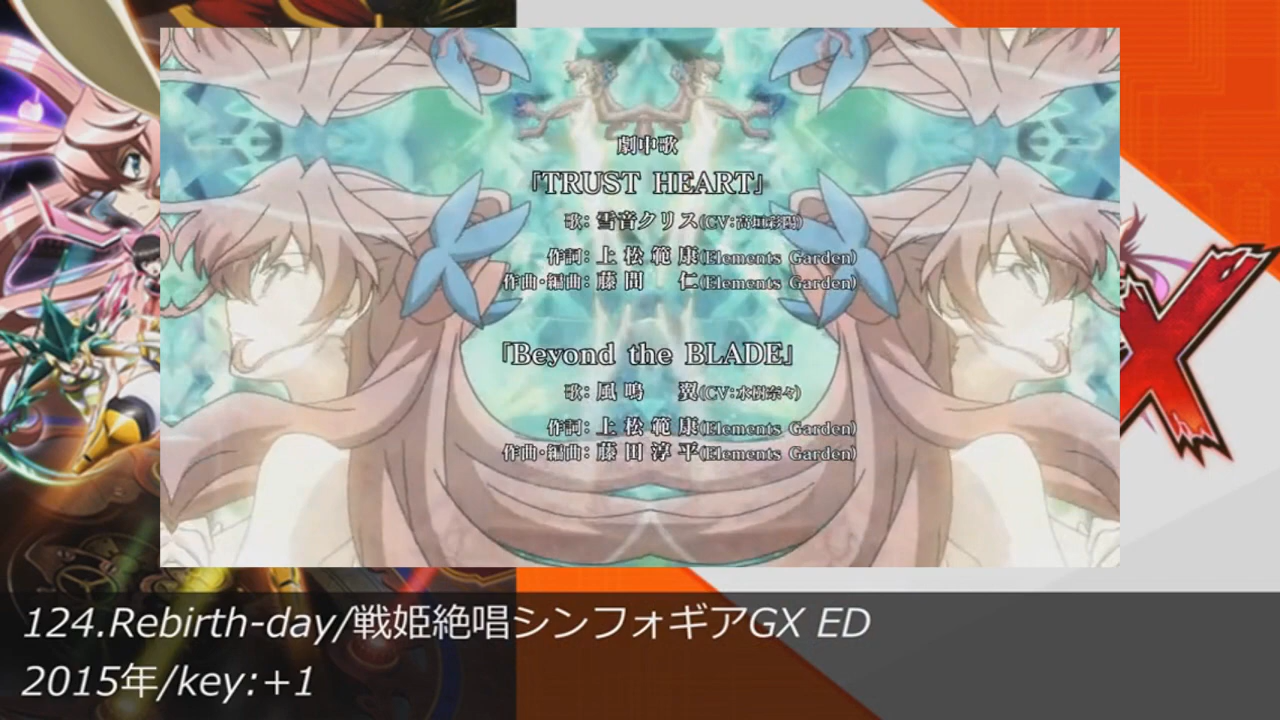 劇中歌
「TRUST HEART」
歌:雪音クリス(CV:高垣彩陽)
作詞:上松範康(Elements Garden)
作曲・編曲:藤間 仁(Elements Garden)
「Beyond the BLADE」
歌:風鳴 翼(CV:水樹奈々)
作詞:上松範康(Elements Garden)
作曲・編曲:藤田淳平(Elements Garden)
X
124.Rebirth-day/戦姫絶唱シンフォギアGX ED
2015年/key:+1